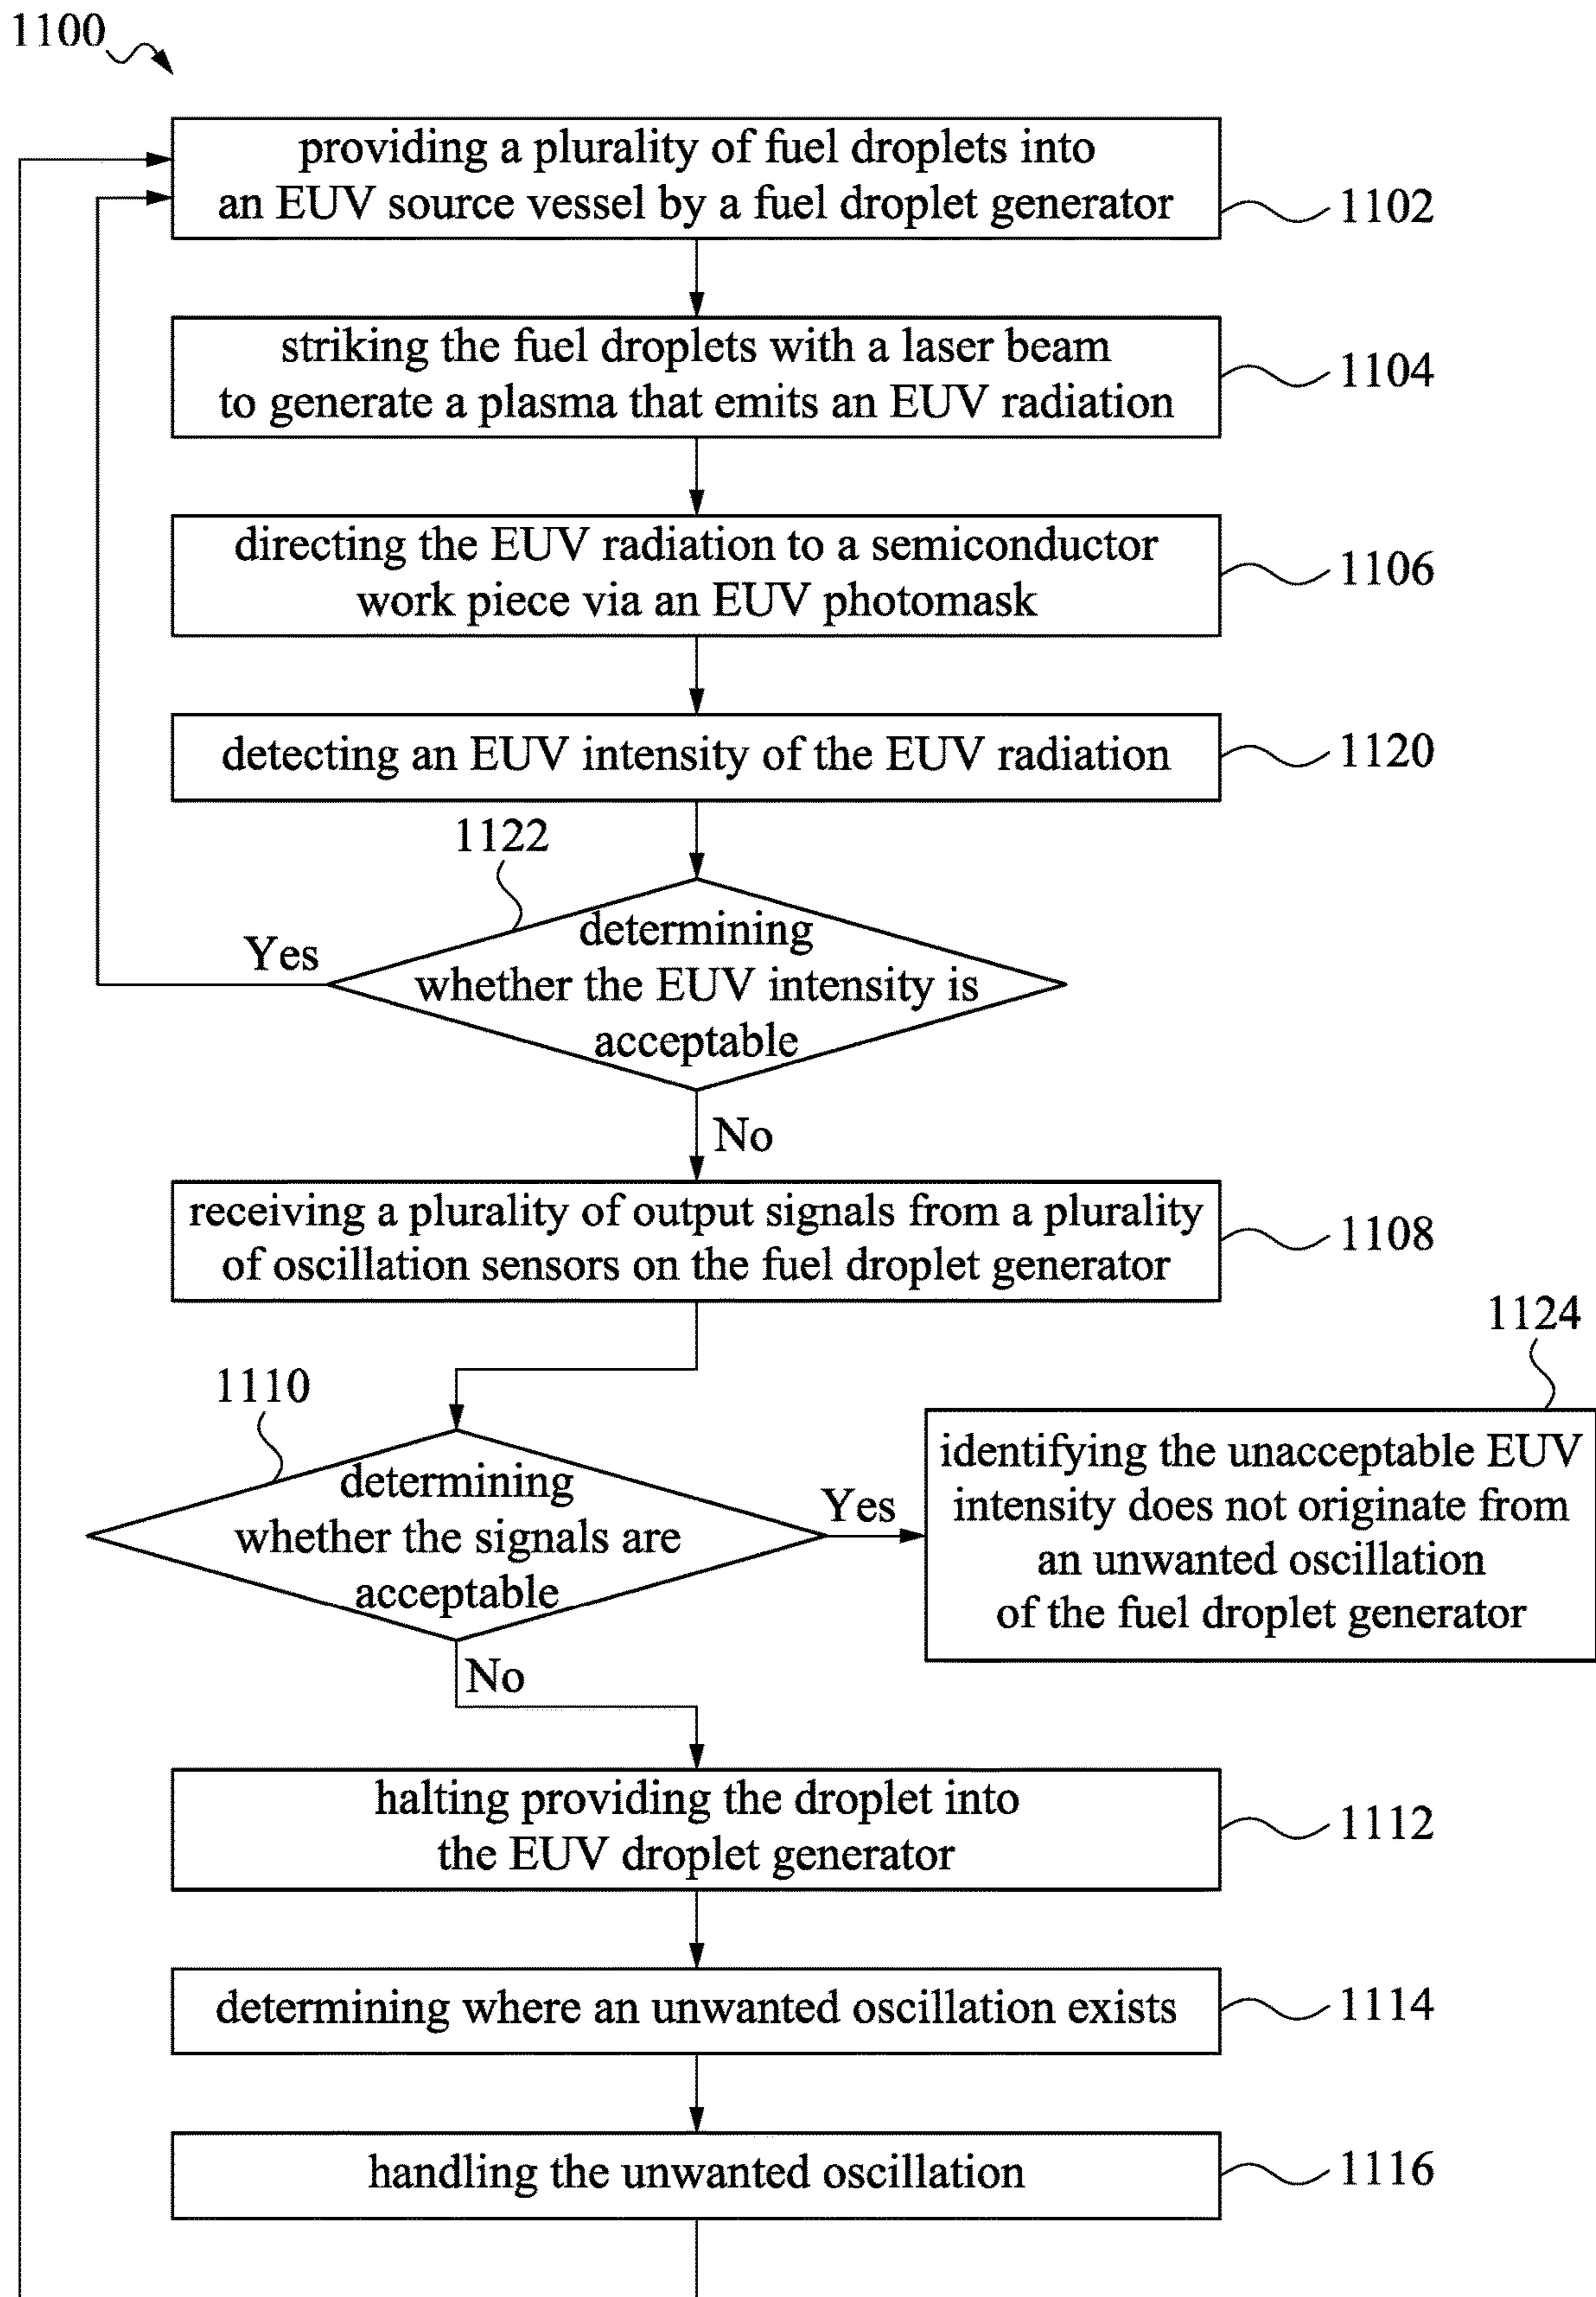 1100
providing a plurality of fuel droplets into
an EUV source vessel by a fuel droplet generator
1102
striking the fuel droplets with a laser beam
to generate a plasma that emits an EUV radiation
1104
directing the EUV radiation to a semiconductor
work piece via an EUV photomask
1106
detecting an EUV intensity of the EUV radiation
1120
1122
determining
whether the EUV intensity is
acceptable
Yes
No
receiving a plurality of output signals from a plurality
of oscillation sensors on the fuel droplet generator
1108
1110
determining
whether the signals are
acceptable
Yes
1124
identifying the unacceptable EUV
intensity does not originate from
an unwanted oscillation
of the fuel droplet generator
No
halting providing the droplet into
the EUV droplet generator
1112
determining where an unwanted oscillation exists
1114
handling the unwanted oscillation
1116